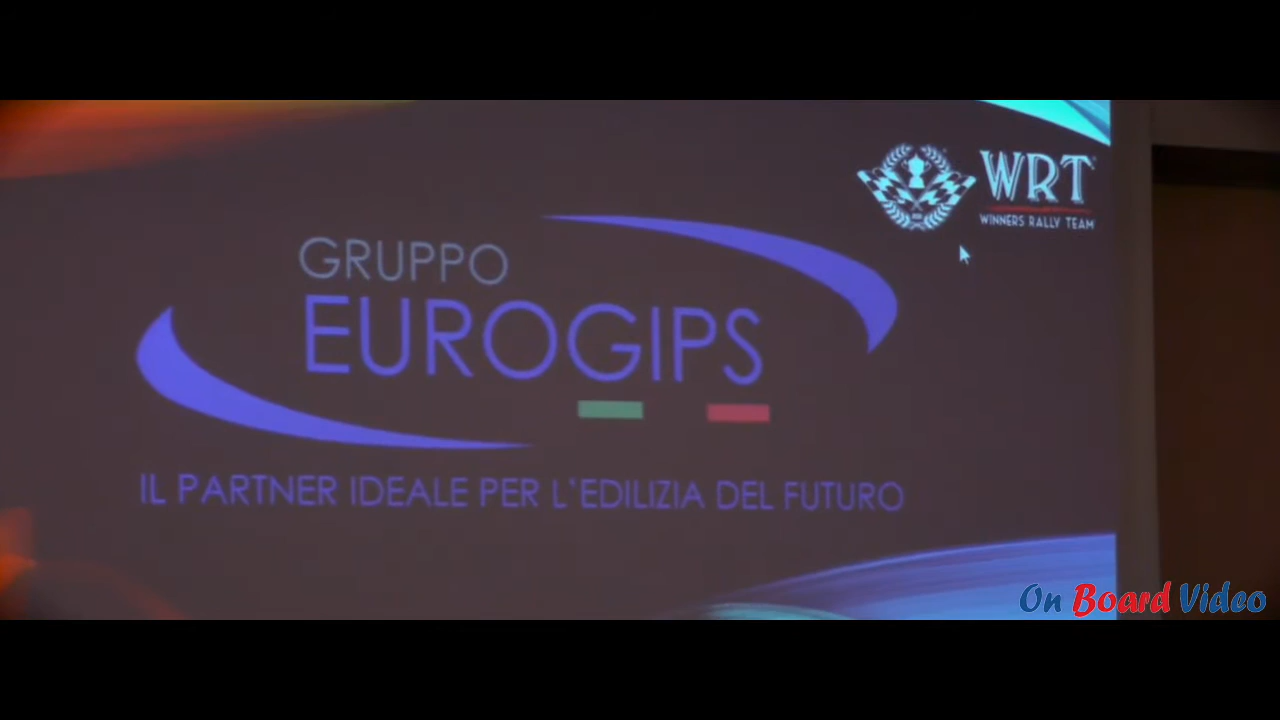 WRT
WINNERS RALLY TEAM
GRUPPO
EUROGIPS
IL PARTNER IDEALE PER L'EDILIZIA DEL FUTURO
On Board Video